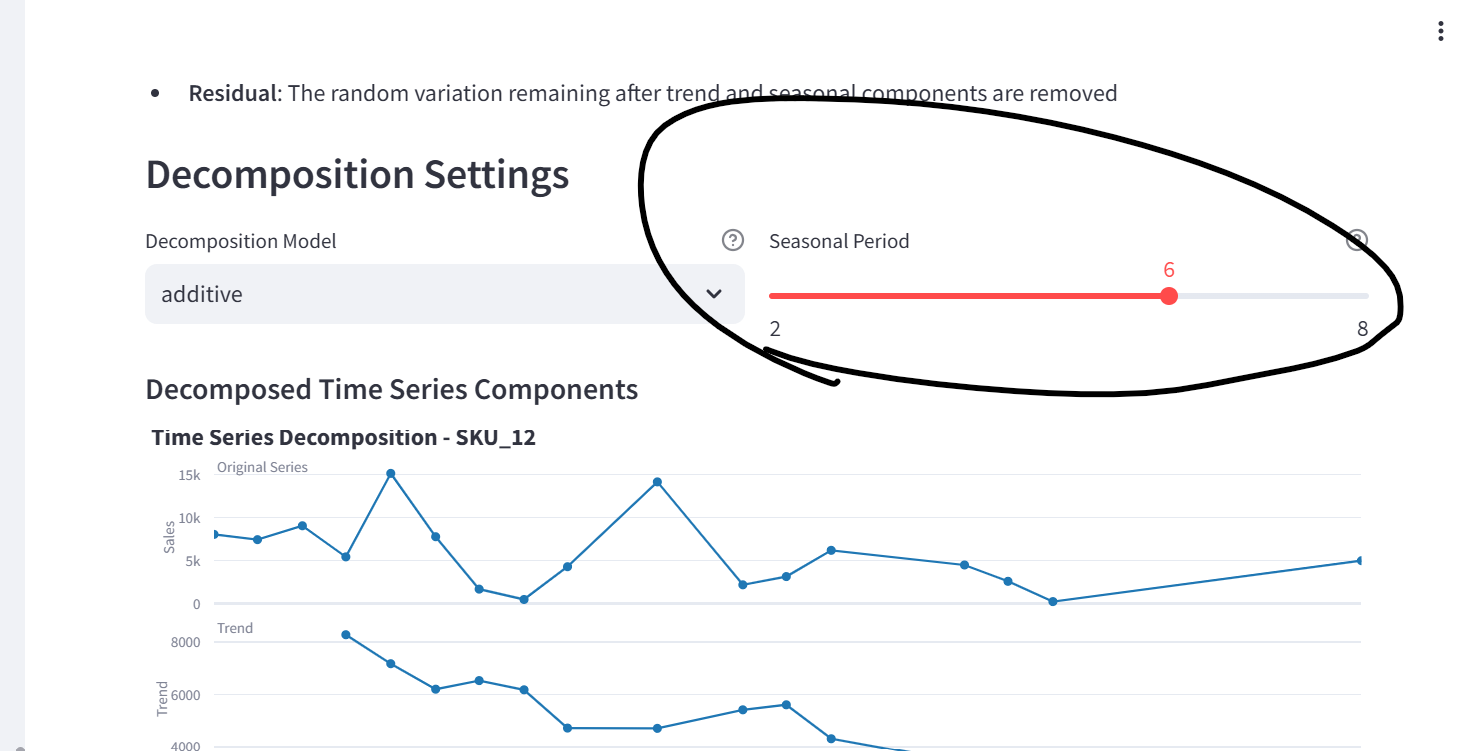 Residual: The random variation remaining after trend and seasonal components are removed
Decomposition Settings
Decomposition Model
Seasonal Period
6
additive
2
8
Decomposed Time Series Components
Time Series Decomposition - SKU_12
Original Series
15k
10k
5k
0
Sales
Trend
8000
6000
4000
Trend